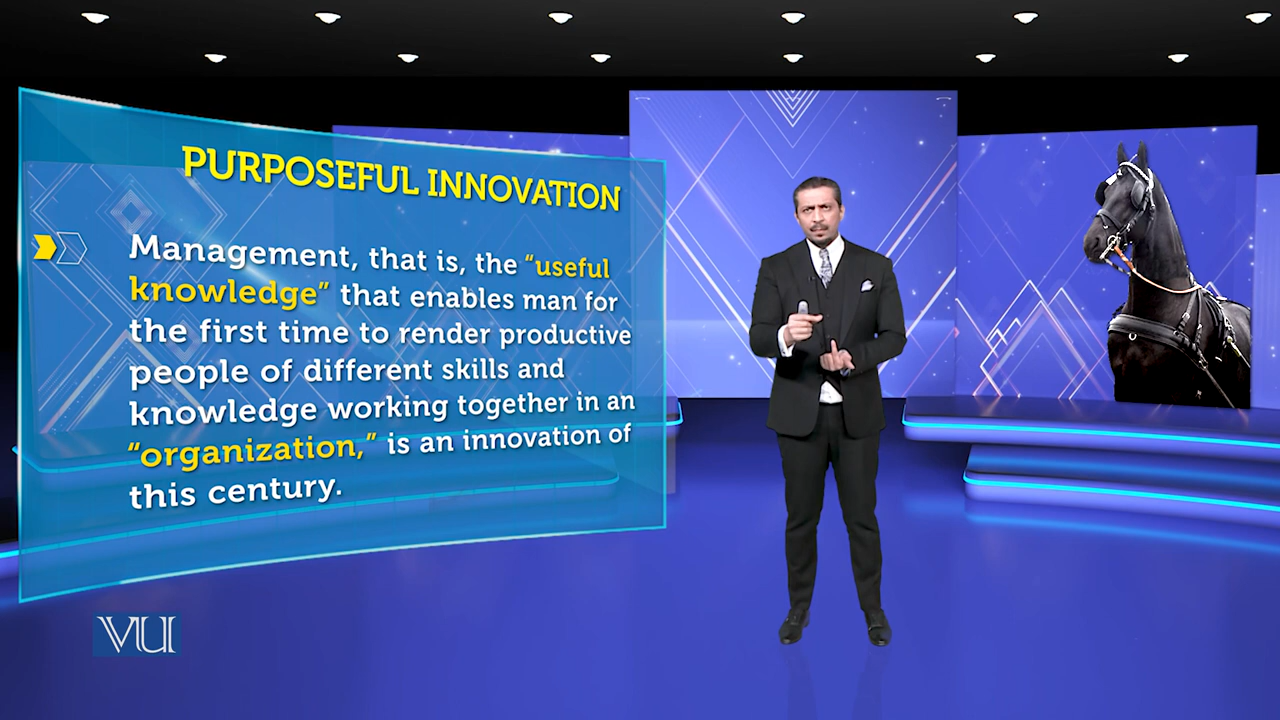 PURPOSEFUL INNOVATION
Management, that is, the “useful
knowledge” that enables man for
the first time to render productive
people of different skills and
knowledge working together in an
“organization,” is an innovation of
this century.
VU